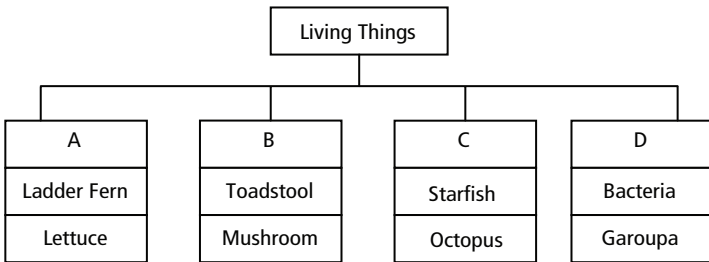 Living Things
A
Ladder Fern
Lettuce
B
Toadstool
Mushroom
C
Starfish
Octopus
D
Bacteria
Garoupa